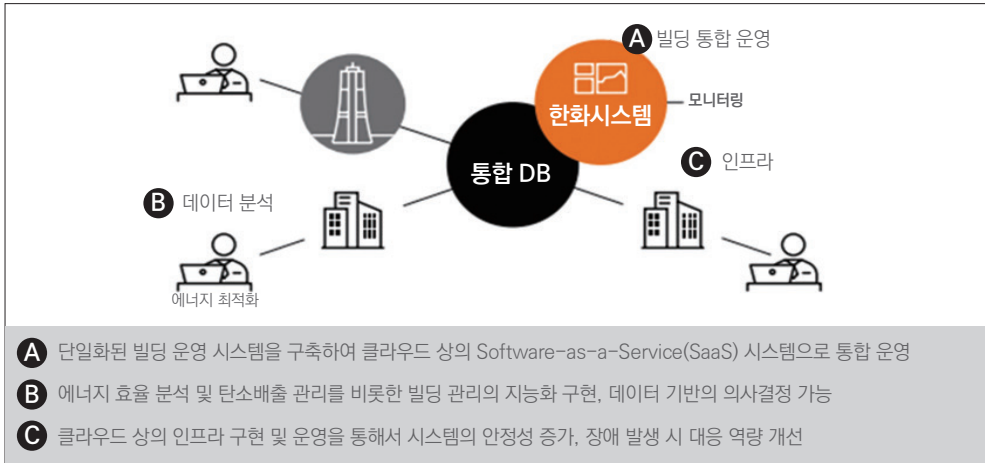 A 빌딩 통합 운영
한화시스템
모니터링
통합 DB
C 인프라
B 데이터 분석
에너지 최적화
A 단일화된 빌딩 운영 시스템을 구축하여 클라우드 상의 Software-as-a-Service(SaaS) 시스템으로 통합 운영
B 에너지 효율 분석 및 탄소배출 관리를 비롯한 빌딩 관리의 지능화 구현, 데이터 기반의 의사결정 가능
C 클라우드 상의 인프라 구현 및 운영을 통해서 시스템의 안정성 증가, 장애 발생 시 대응 역량 개선